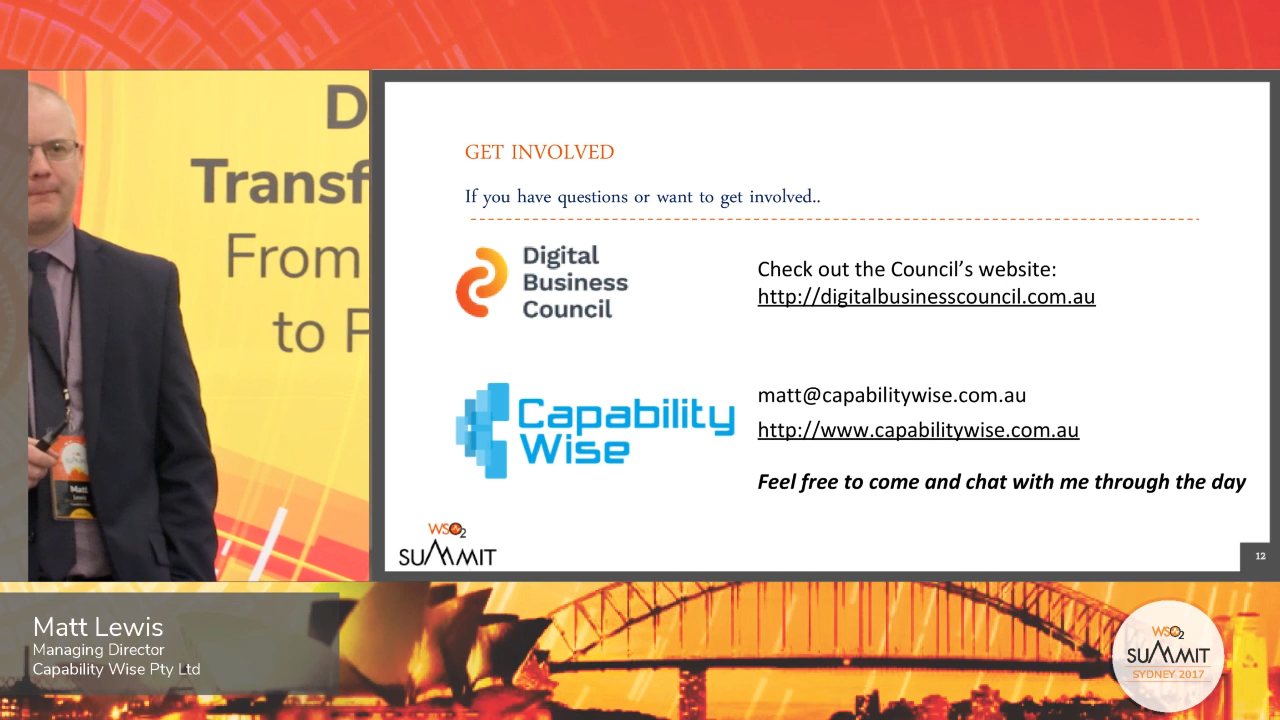 D
Transf
From
to P
Matt
Lewis
GET INVOLVED
If you have questions or want to get involved..
Digital
Business
Council
Check out the Council's website:
http://digitalbusinesscouncil.com.au
Capability
Wise
matt@capabilitywise.com.au
http://www.capabilitywise.com.au
Feel free to come and chat with me through the day
WSO2
SUMMIT
12
Matt Lewis
Managing Director
Capability Wise Pty Ltd
WSO2
SUMMIT
SYDNEY 2017